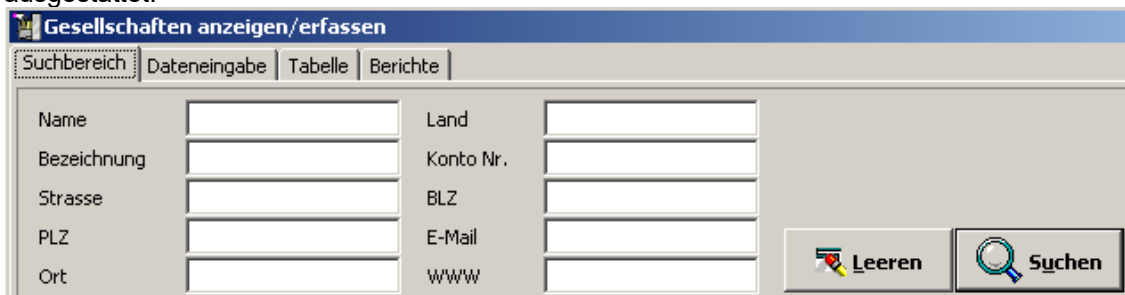 ausgestattet.
Gesellschaften anzeigen/erfassen
Suchbereich Dateneingabe Tabelle Berichte
Name Land
Bezeichnung Konto Nr.
Strasse BLZ
PLZ E-Mail
Ort WWW
Leeren Suchen